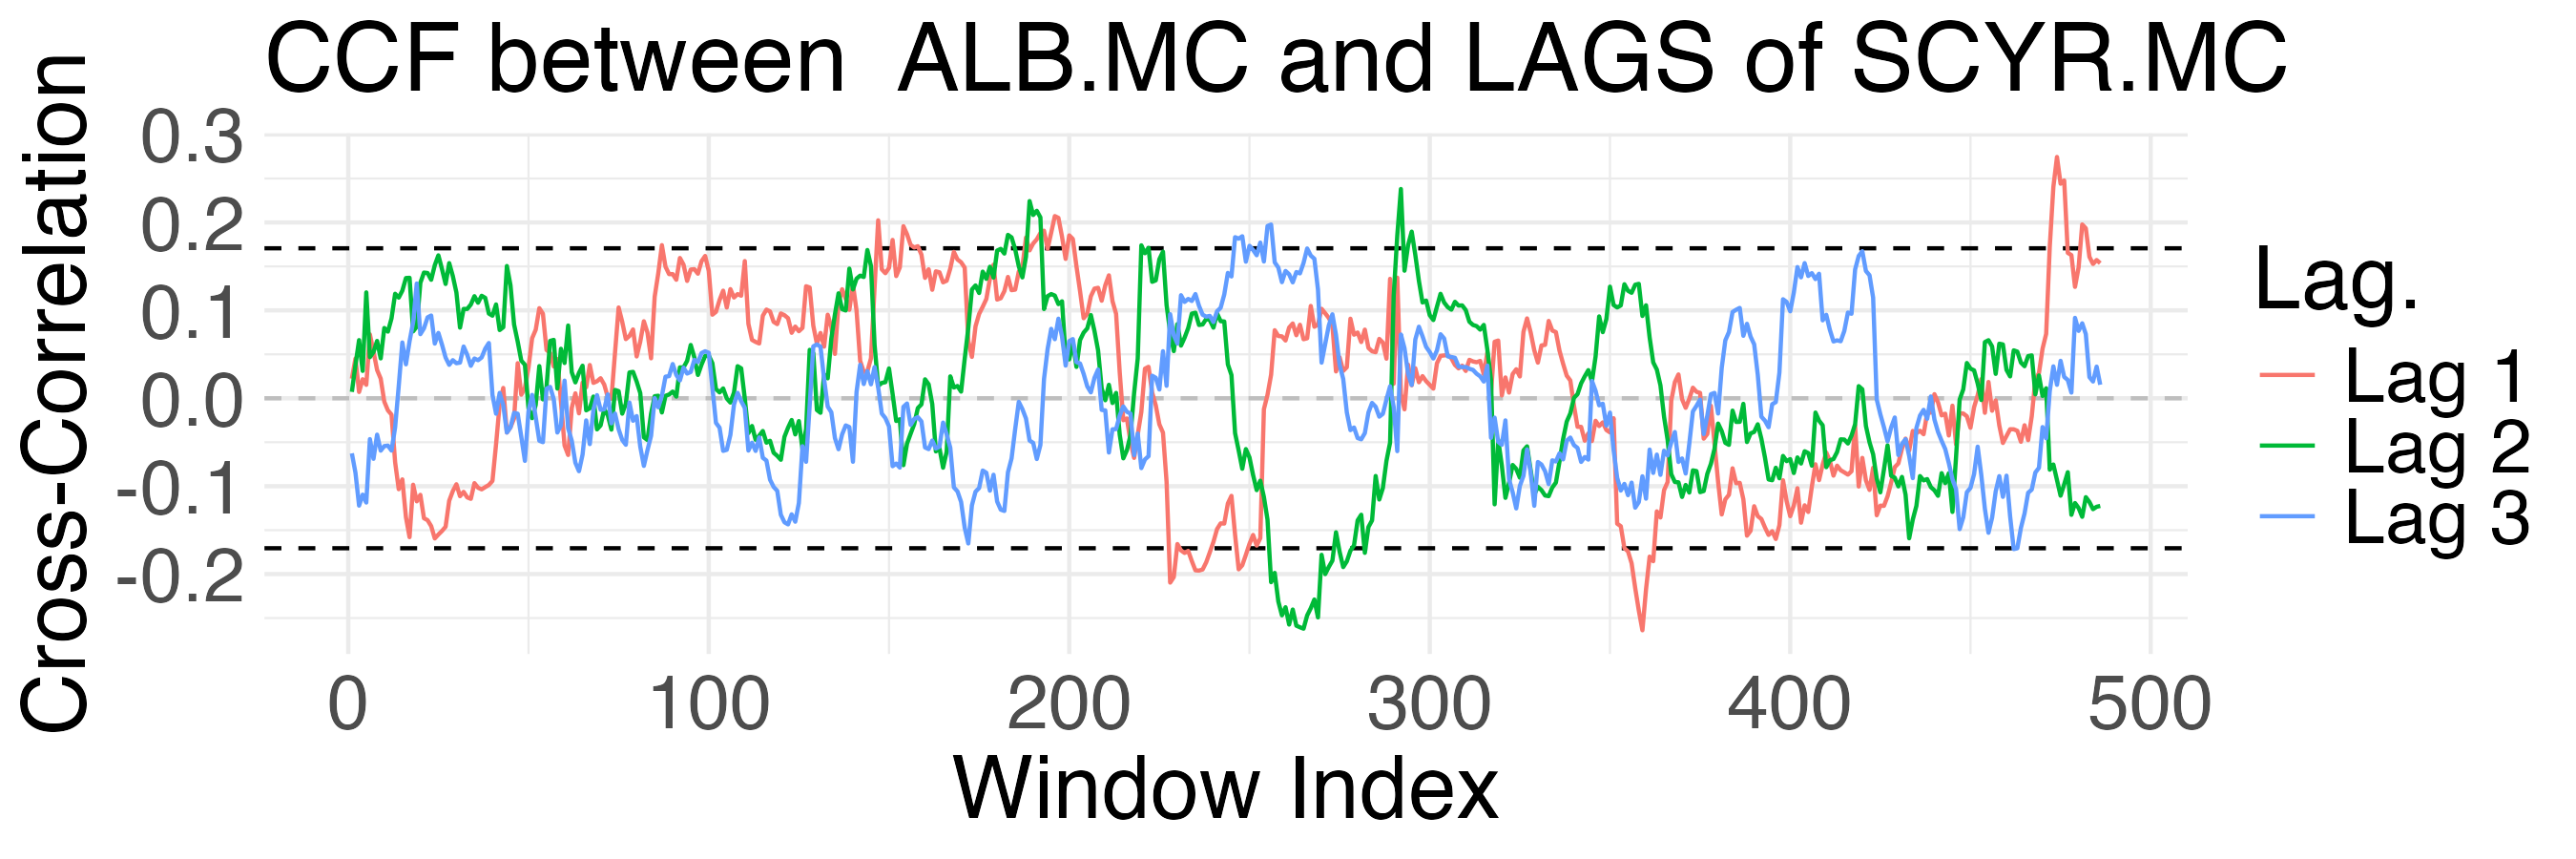 CCF between  ALB.MC and LAGS of SCYR.MC
Cross-Correlation
0.3
0.2
0.1
0.0
-0.1
-0.2
0 100 200 300 400 500
Window Index
Lag.
Lag 1
Lag 2
Lag 3